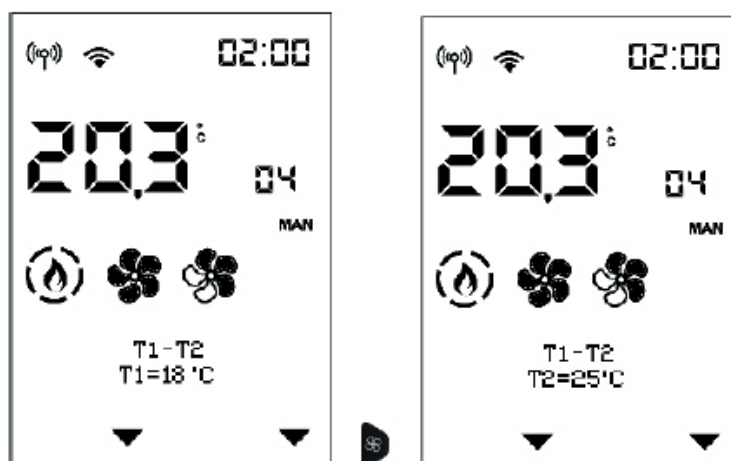 02:00
20.3 °C
04
MAN
T1-T2
T1=18 °C
02:00
20.3 °C
04
MAN
T1-T2
T2=25°C